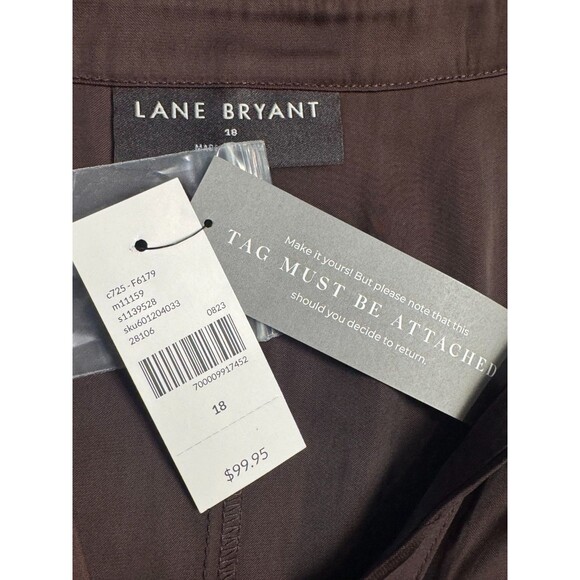 LANE BRYANT
18
c725-F6179
m11159
s1139528
sku601204033
28106
0823
700009917452
18
$99.95
Make it yours! But please note that this
TAG MUST BE ATTACHED
should you decide to return.